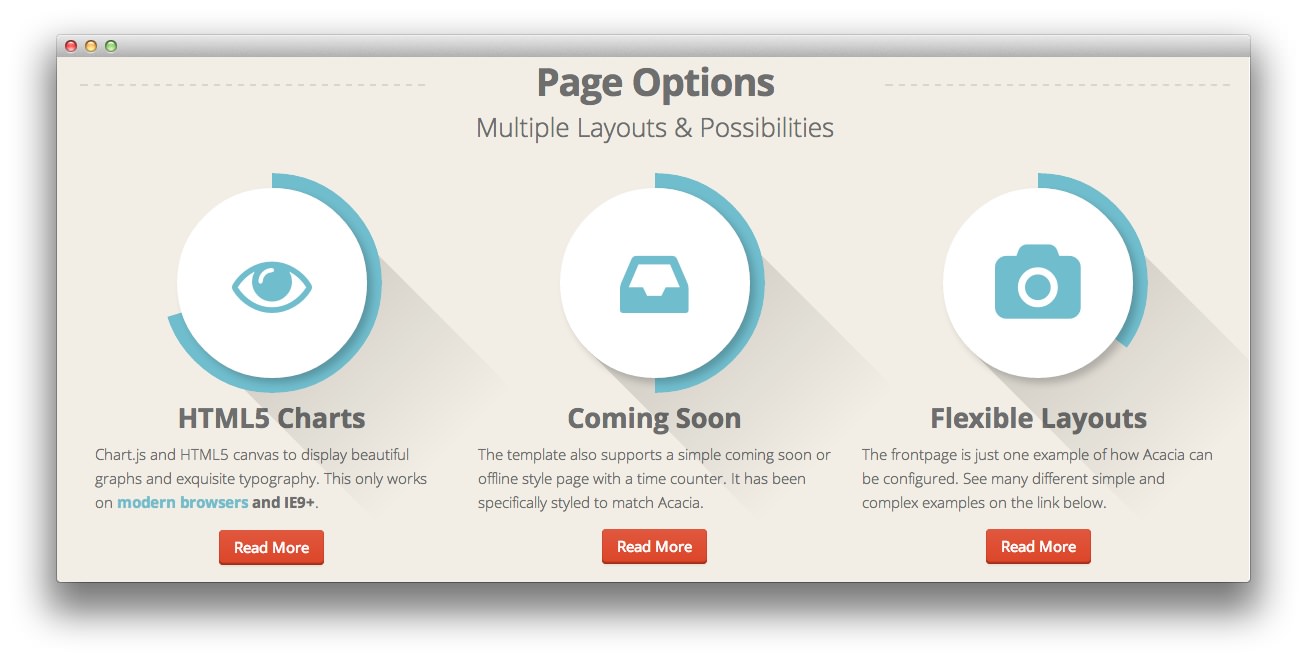 Page Options
Multiple Layouts & Possibilities
HTML5 Charts
Chart.js and HTML5 canvas to display beautiful
graphs and exquisite typography. This only works
on modern browsers and IE9+.
Read More
Coming Soon
The template also supports a simple coming soon or
offline style page with a time counter. It has been
specifically styled to match Acacia.
Read More
Flexible Layouts
The frontpage is just one example of how Acacia can
be configured. See many different simple and
complex examples on the link below.
Read More